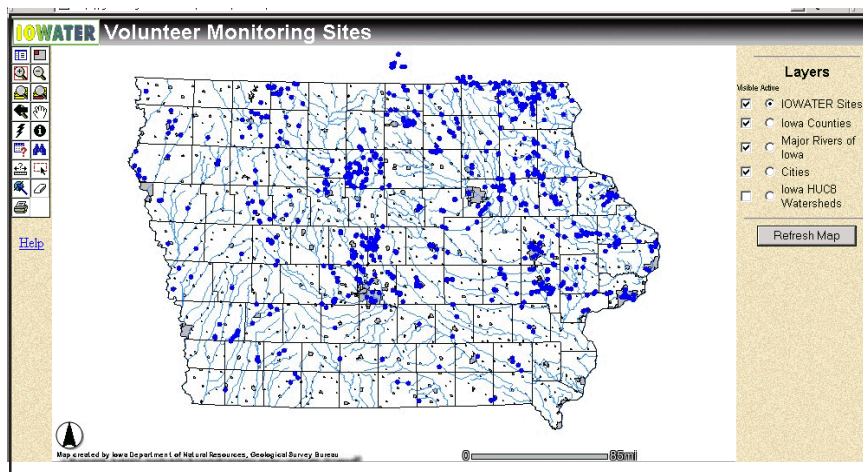 IOWATER Volunteer Monitoring Sites
Help
Layers
Visible Active
IOWATER Sites
Iowa Counties
Major Rivers of
Iowa
Cities
Iowa HUC8
Watersheds
Refresh Map
Map created by Iowa Department of Natural Resources, Geological Survey Bureau
0 85mi